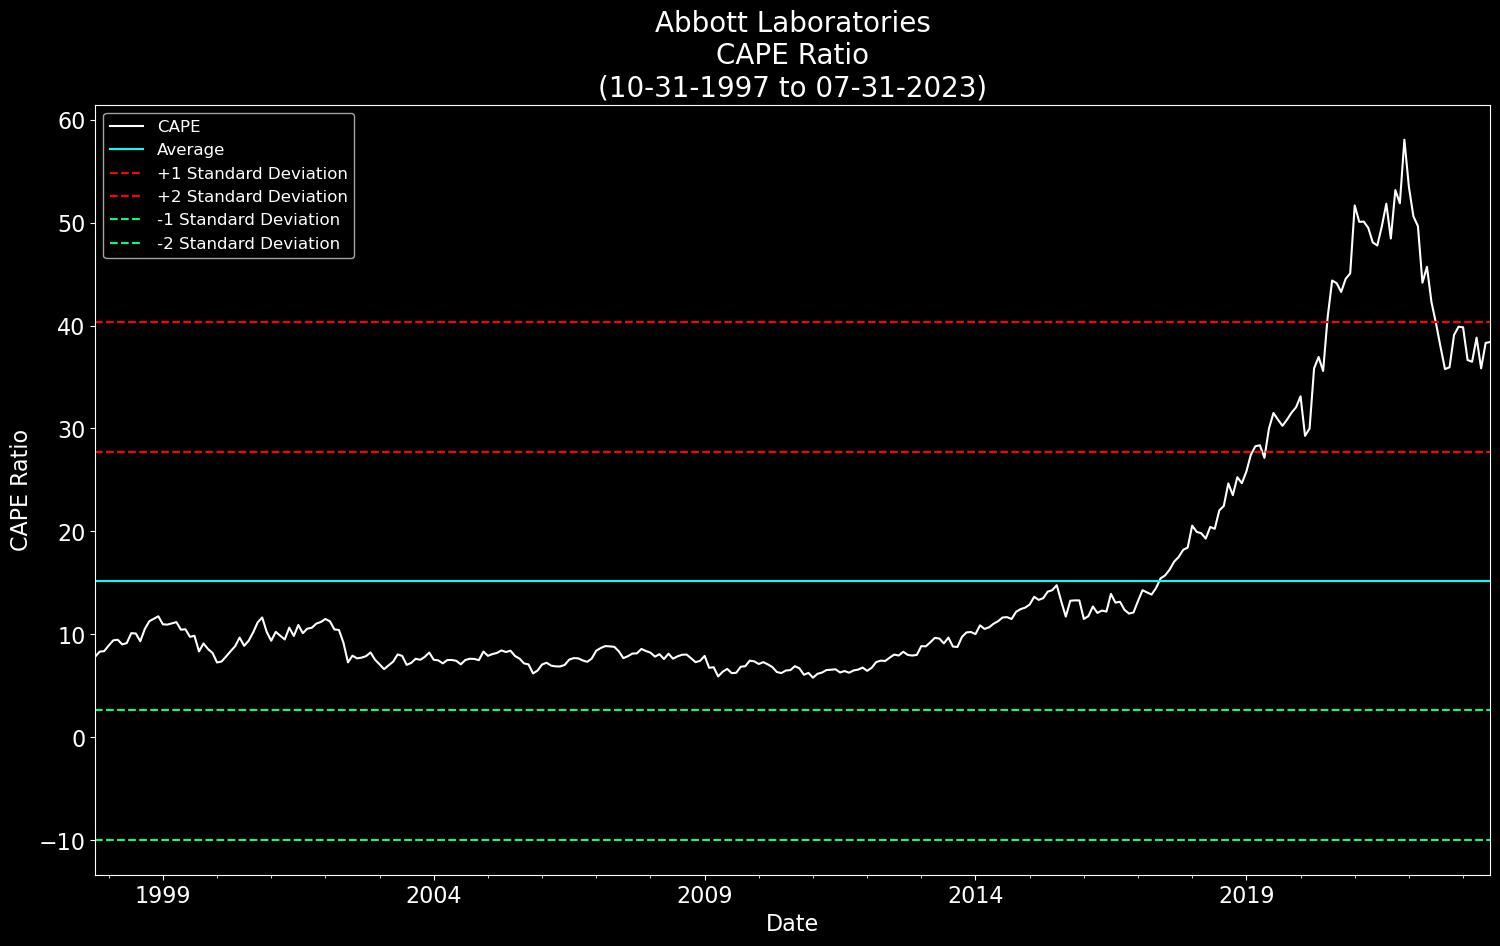 Abbott Laboratories
CAPE Ratio
(10-31-1997 to 07-31-2023)
60
50
40
30
20
10
0
−10
CAPE Ratio
CAPE
Average
+1 Standard Deviation
+2 Standard Deviation
-1 Standard Deviation
-2 Standard Deviation
1999
2004
2009
2014
2019
Date